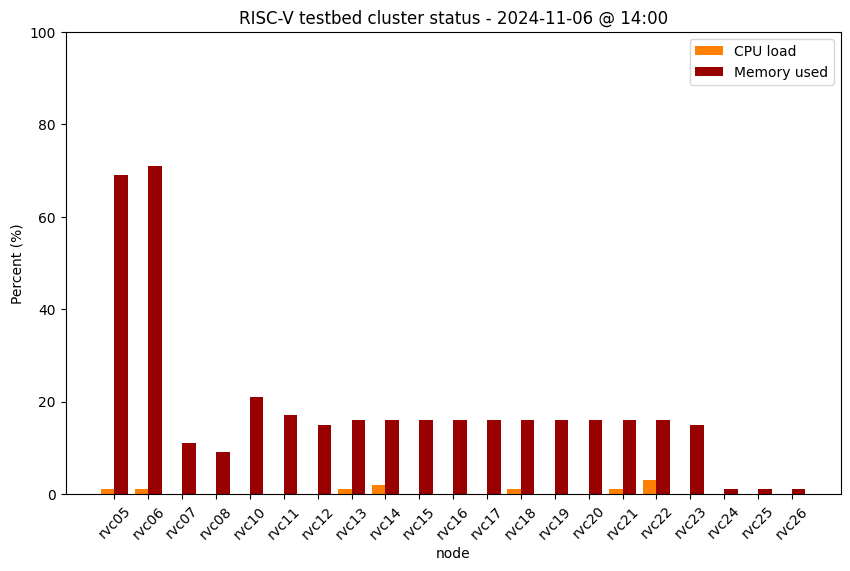 RISC-V testbed cluster status - 2024-11-06 @ 14:00
CPU load
Memory used
Percent (%)
100
80
60
40
20
0
rvc05 rvc06 rvc07 rvc08 rvc10 rvc11 rvc12 rvc13 rvc14 rvc15 rvc16 rvc17 rvc18 rvc19 rvc20 rvc21 rvc22 rvc23 rvc24 rvc25 rvc26
node